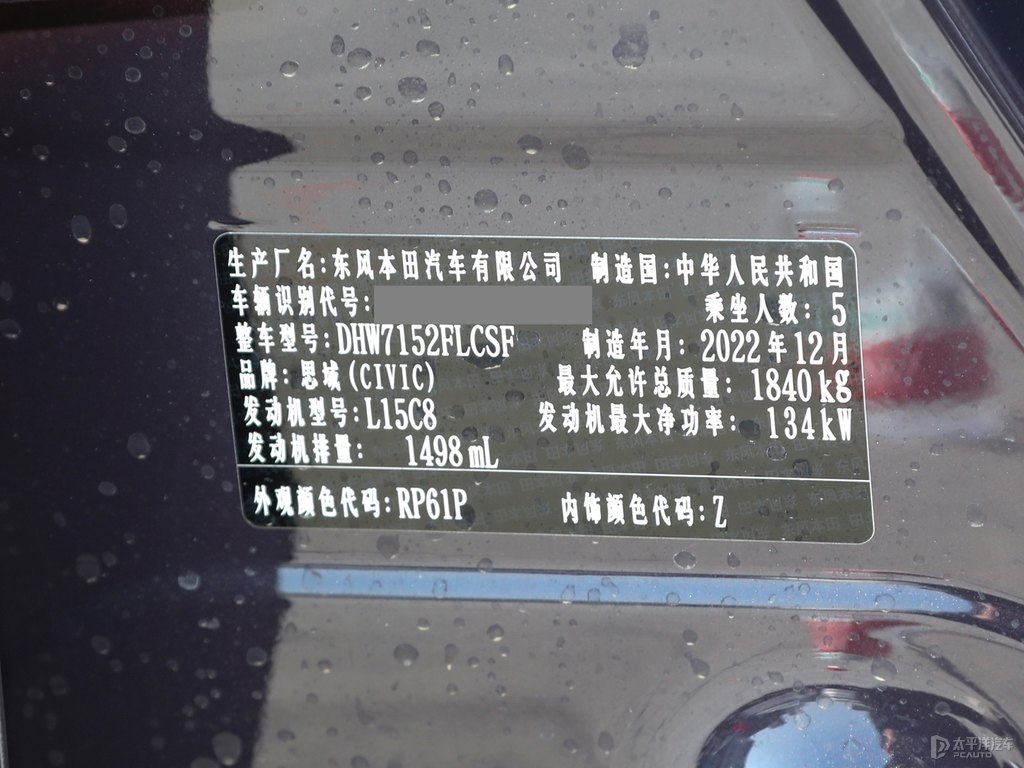 生产厂名:东风本田汽车有限公司 制造国:中华人民共和国
车辆识别代号: 乘坐人数: 5
整车型号:DHW7152FLCSF 制造年月: 2022年12月
品牌: 思域(CIVIC) 最大允许总质量: 1840kg
发动机型号:L15C8 发动机最大净功率: 134kW
发动机排量: 1498mL
外观颜色代码:RP61P 内饰颜色代码:Z
太平洋汽车
PCAUTO